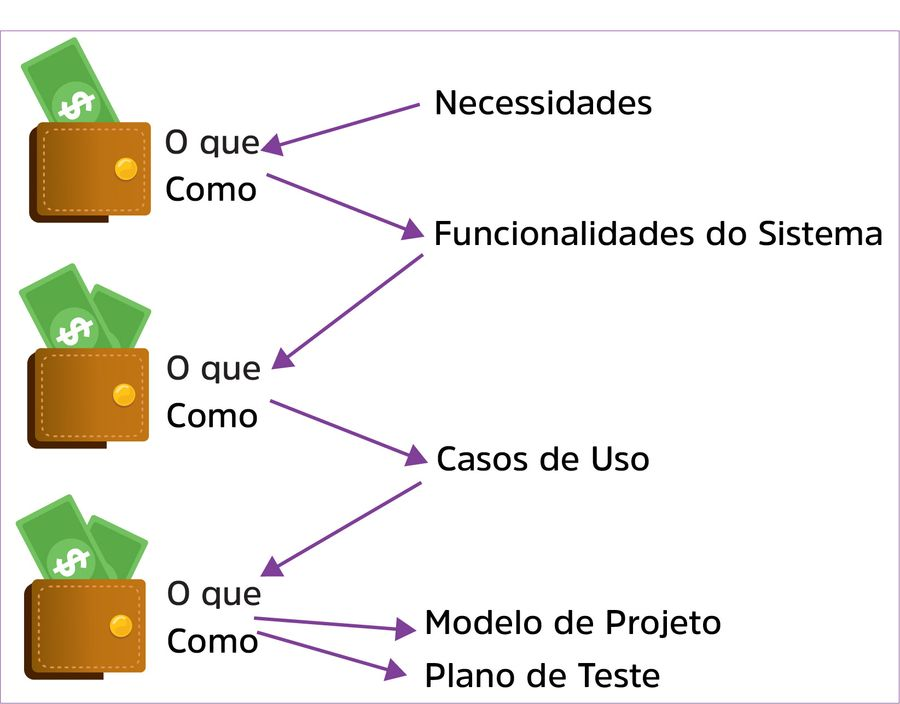 Necessidades
O que
Como
Funcionalidades do Sistema
O que
Como
Casos de Uso
O que
Como
Modelo de Projeto
Plano de Teste